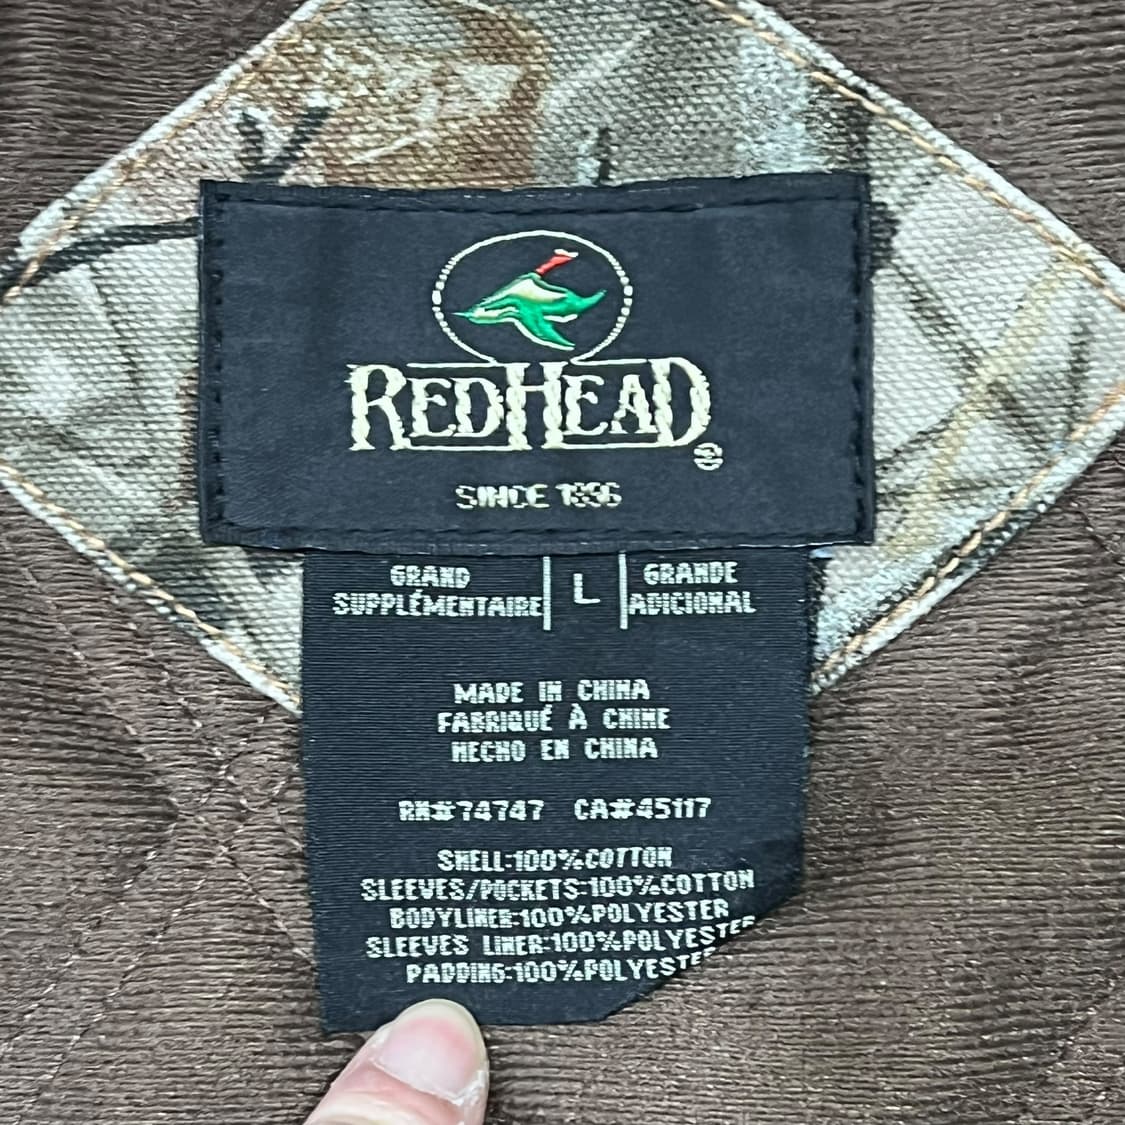 REDHEAD
®
SINCE 1856
GRAND SUPPLÉMENTAIRE | L | GRANDE ADICIONAL
MADE IN CHINA
FABRIQUÉ À CHINE
HECHO EN CHINA
RN#74747 CA#45117
SHELL:100%COTTON
SLEEVES/POCKETS:100%COTTON
BODYLINER:100%POLYESTER
SLEEVES LINER:100%POLYESTER
PADDING:100%POLYESTER